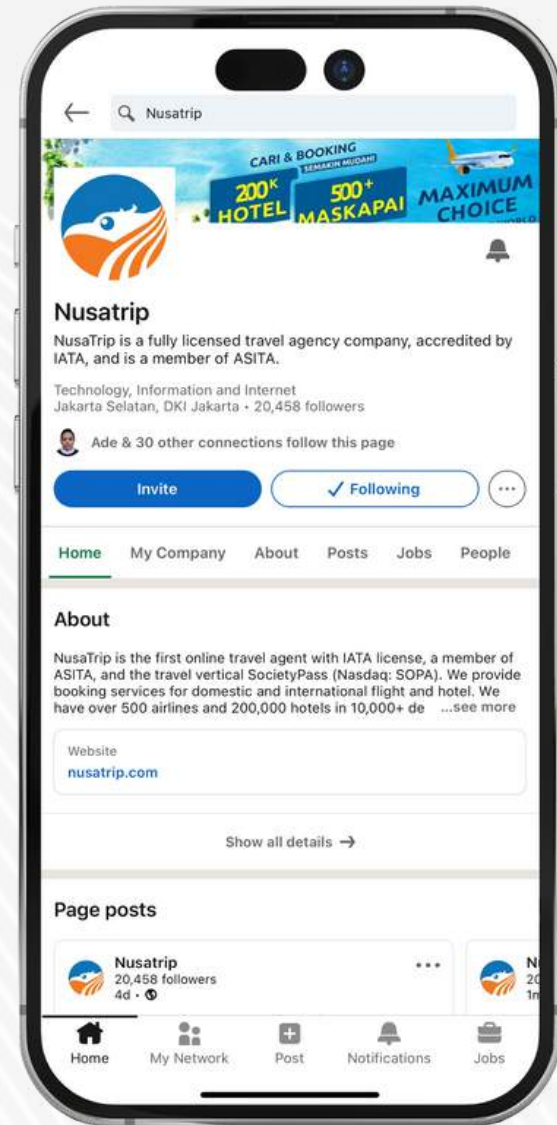 Nusatrip
CARI & BOOKING
SEMAKIN MUDAH!
200K HOTEL
500+ MASKAPAI
MAXIMUM CHOICE
Nusatrip
NusaTrip is a fully licensed travel agency company, accredited by
IATA, and is a member of ASITA.
Technology, Information and Internet
Jakarta Selatan, DKI Jakarta • 20,458 followers
Ade & 30 other connections follow this page
Invite
Following
Home My Company About Posts Jobs People
About
NusaTrip is the first online travel agent with IATA license, a member of
ASITA, and the travel vertical SocietyPass (Nasdaq: SOPA). We provide
booking services for domestic and international flight and hotel. We
have over 500 airlines and 200,000 hotels in 10,000+ de ...see more
Website
nusatrip.com
Show all details →
Page posts
Nusatrip
20,458 followers
4d •
Home My Network Post Notifications Jobs